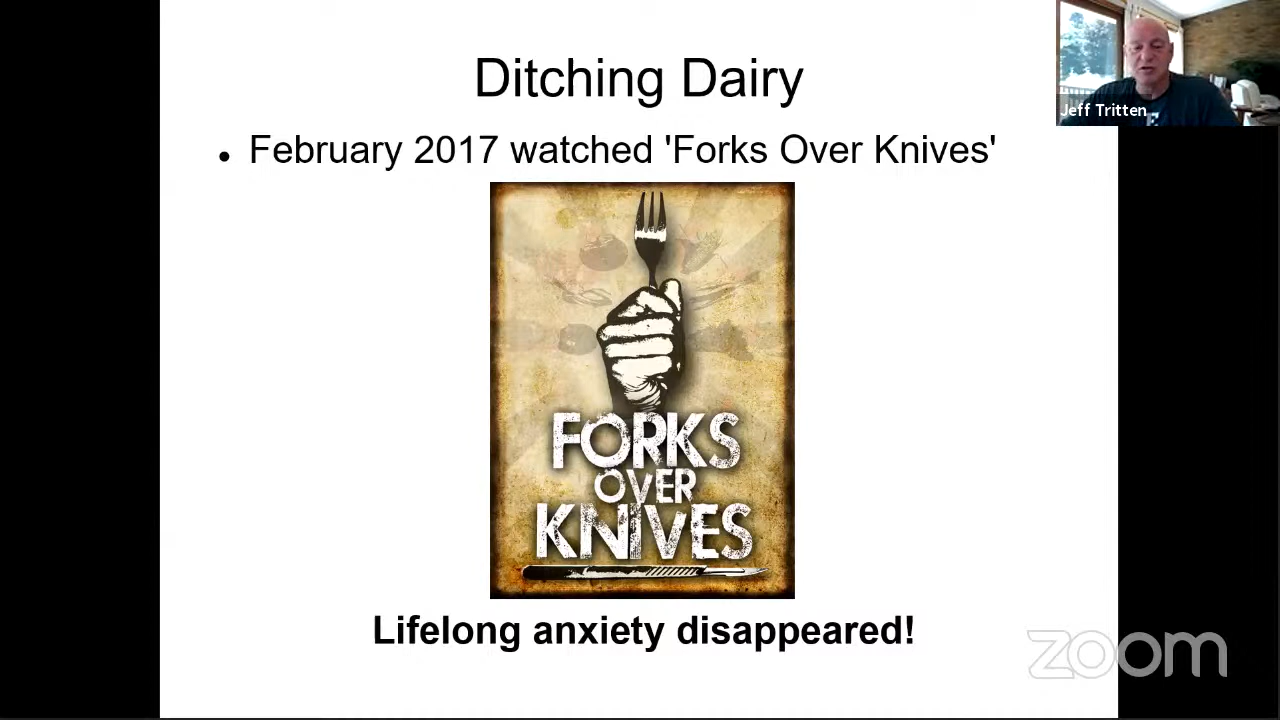 Ditching Dairy
Jeff Tritten
• February 2017 watched 'Forks Over Knives'
FORKS
OVER
KNIVES
Lifelong anxiety disappeared!
zoom